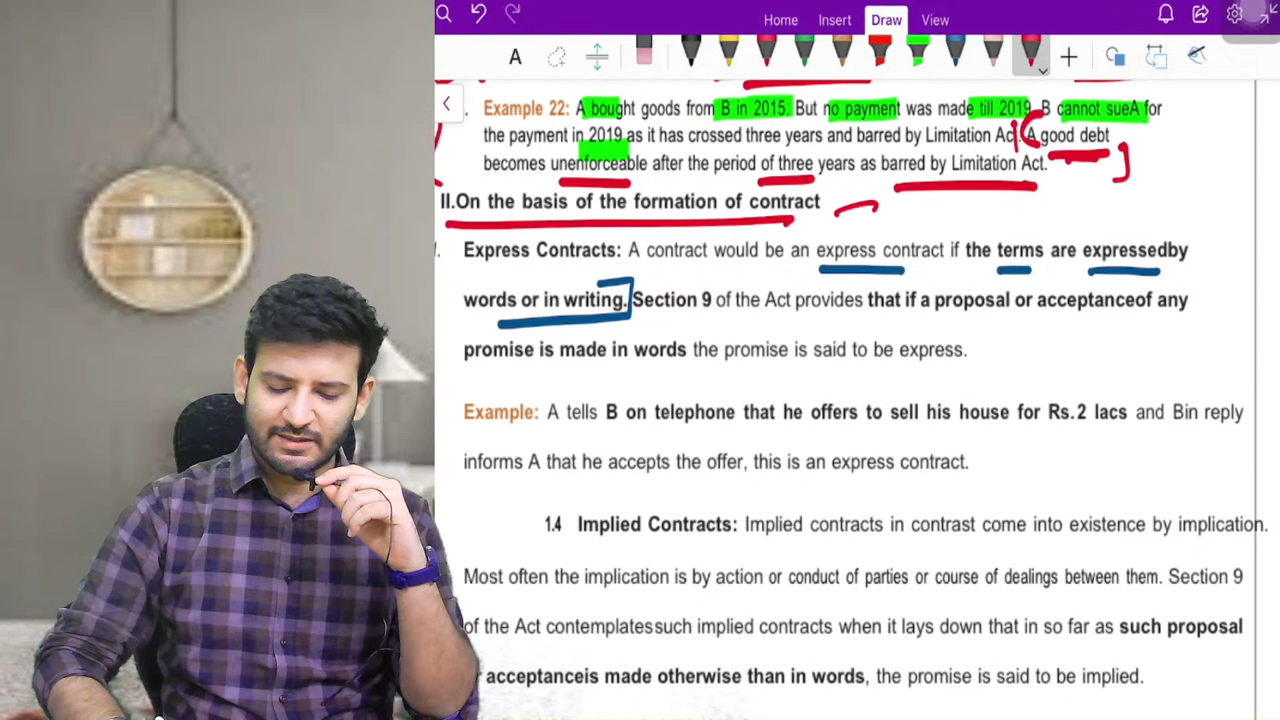 Home Insert Draw View
A
. Example 22: A bought goods from B in 2015. But no payment was made till 2019. B cannot sueA for
the payment in 2019 as it has crossed three years and barred by Limitation Act. A good debt
becomes unenforceable after the period of three years as barred by Limitation Act.
II.On the basis of the formation of contract
Express Contracts: A contract would be an express contract if the terms are expressedby
words or in writing. Section 9 of the Act provides that if a proposal or acceptanceof any
promise is made in words the promise is said to be express.
Example: A tells B on telephone that he offers to sell his house for Rs.2 lacs and Bin reply
informs A that he accepts the offer, this is an express contract.
1.4 Implied Contracts: Implied contracts in contrast come into existence by implication.
Most often the implication is by action or conduct of parties or course of dealings between them. Section 9
of the Act contemplatessuch implied contracts when it lays down that in so far as such proposal
acceptanceis made otherwise than in words, the promise is said to be implied.